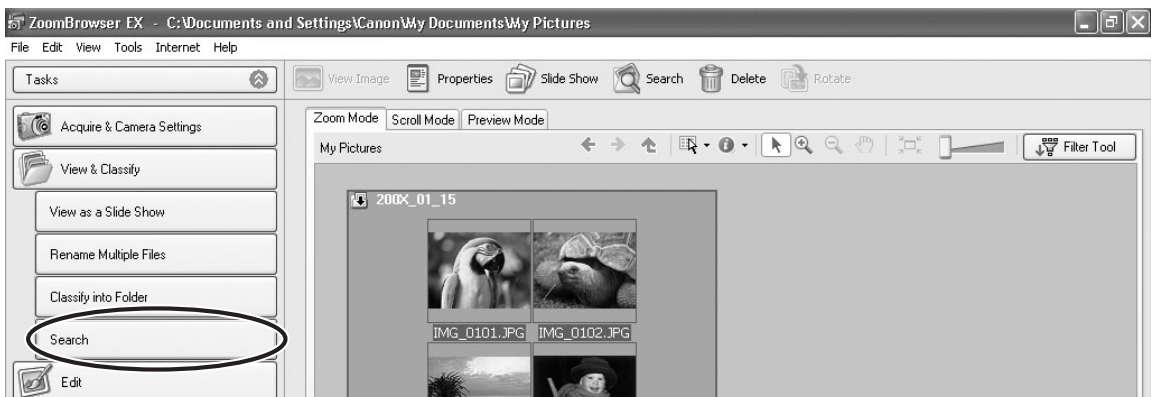 ZoomBrowser EX - C:\Documents and Settings\Canon\My Documents\My Pictures
File Edit View Tools Internet Help
Tasks
View Image Properties Slide Show Search Delete Rotate
Acquire & Camera Settings
View & Classify
View as a Slide Show
Rename Multiple Files
Classify into Folder
Search
Edit
Zoom Mode Scroll Mode Preview Mode
My Pictures
Filter Tool
200X_01_15
IMG_0101.JPG IMG_0102.JPG